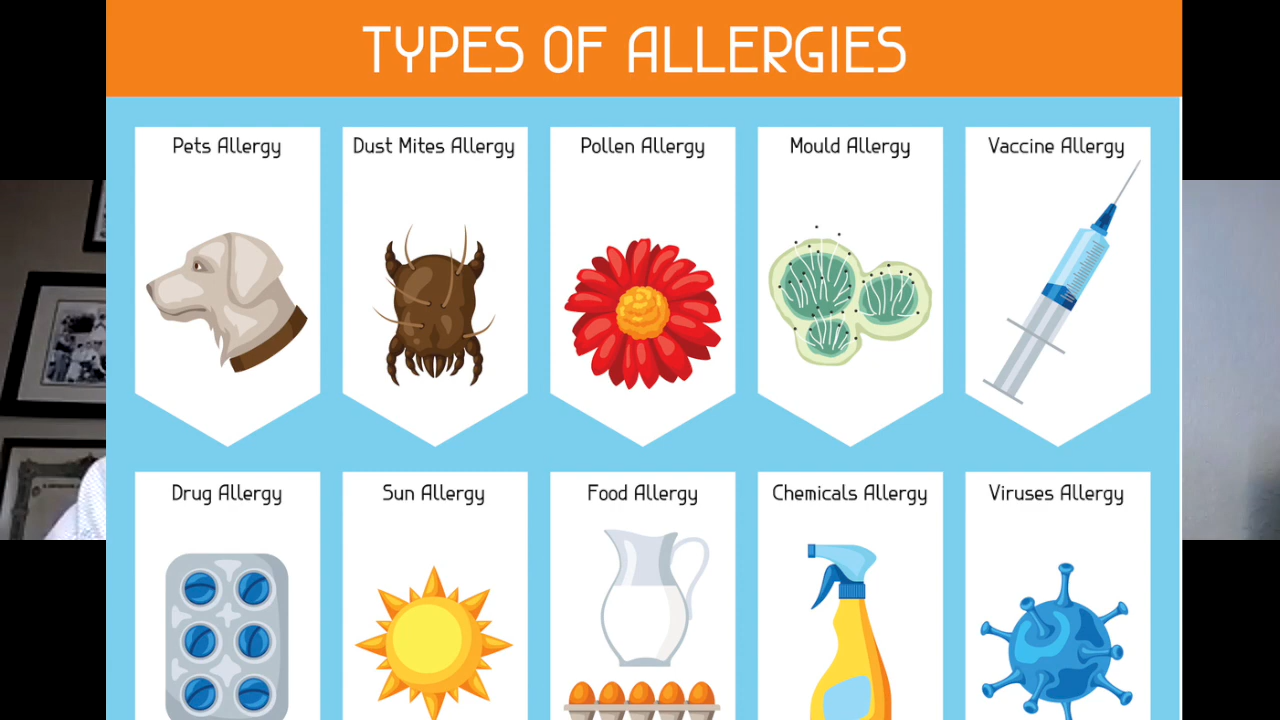 TYPES OF ALLERGIES
Pets Allergy
Dust Mites Allergy
Pollen Allergy
Mould Allergy
Vaccine Allergy
Drug Allergy
Sun Allergy
Food Allergy
Chemicals Allergy
Viruses Allergy